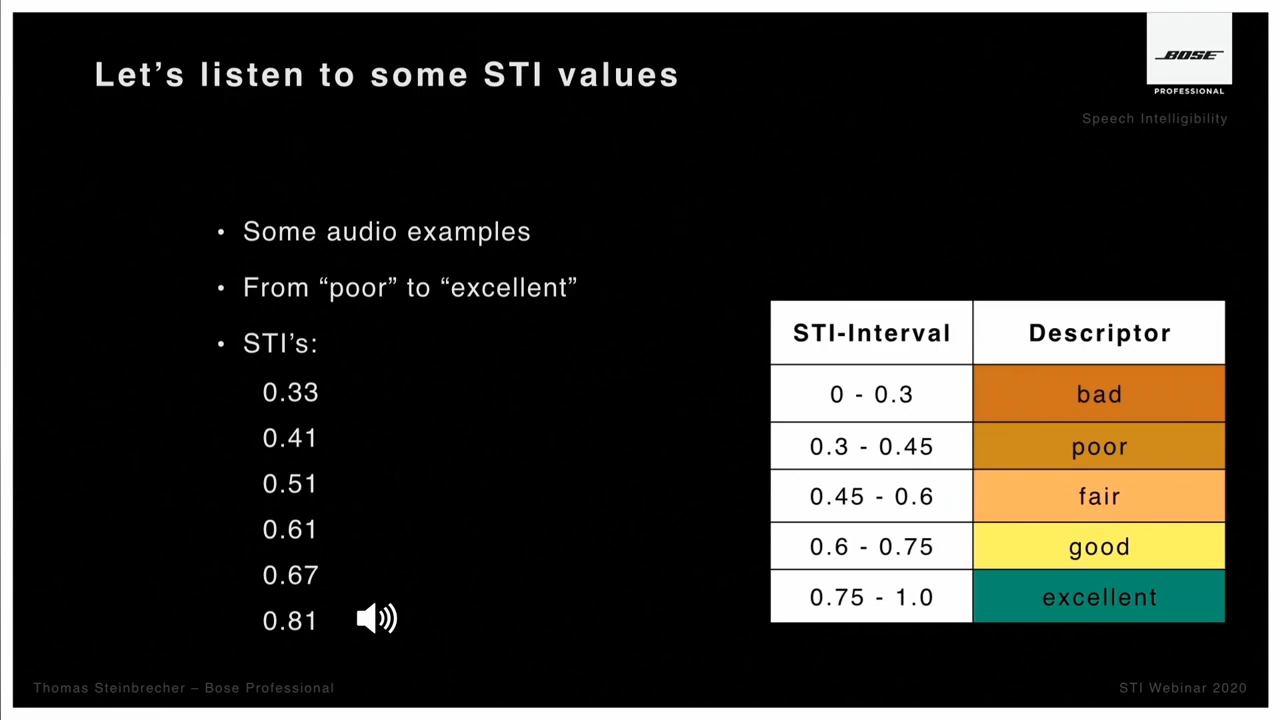 Let’s listen to some STI values
BOSE
PROFESSIONAL
Speech Intelligibility
• Some audio examples
• From “poor” to “excellent”
• STI’s:
0.33
0.41
0.51
0.61
0.67
0.81
STI-Interval Descriptor
0 - 0.3 bad
0.3 - 0.45 poor
0.45 - 0.6 fair
0.6 - 0.75 good
0.75 - 1.0 excellent
Thomas Steinbrecher – Bose Professional
STI Webinar 2020